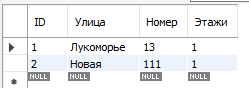 ID Улица Номер Этажи
1 Лукоморье 13 1
2 Новая 111 1
NULL NULL NULL NULL